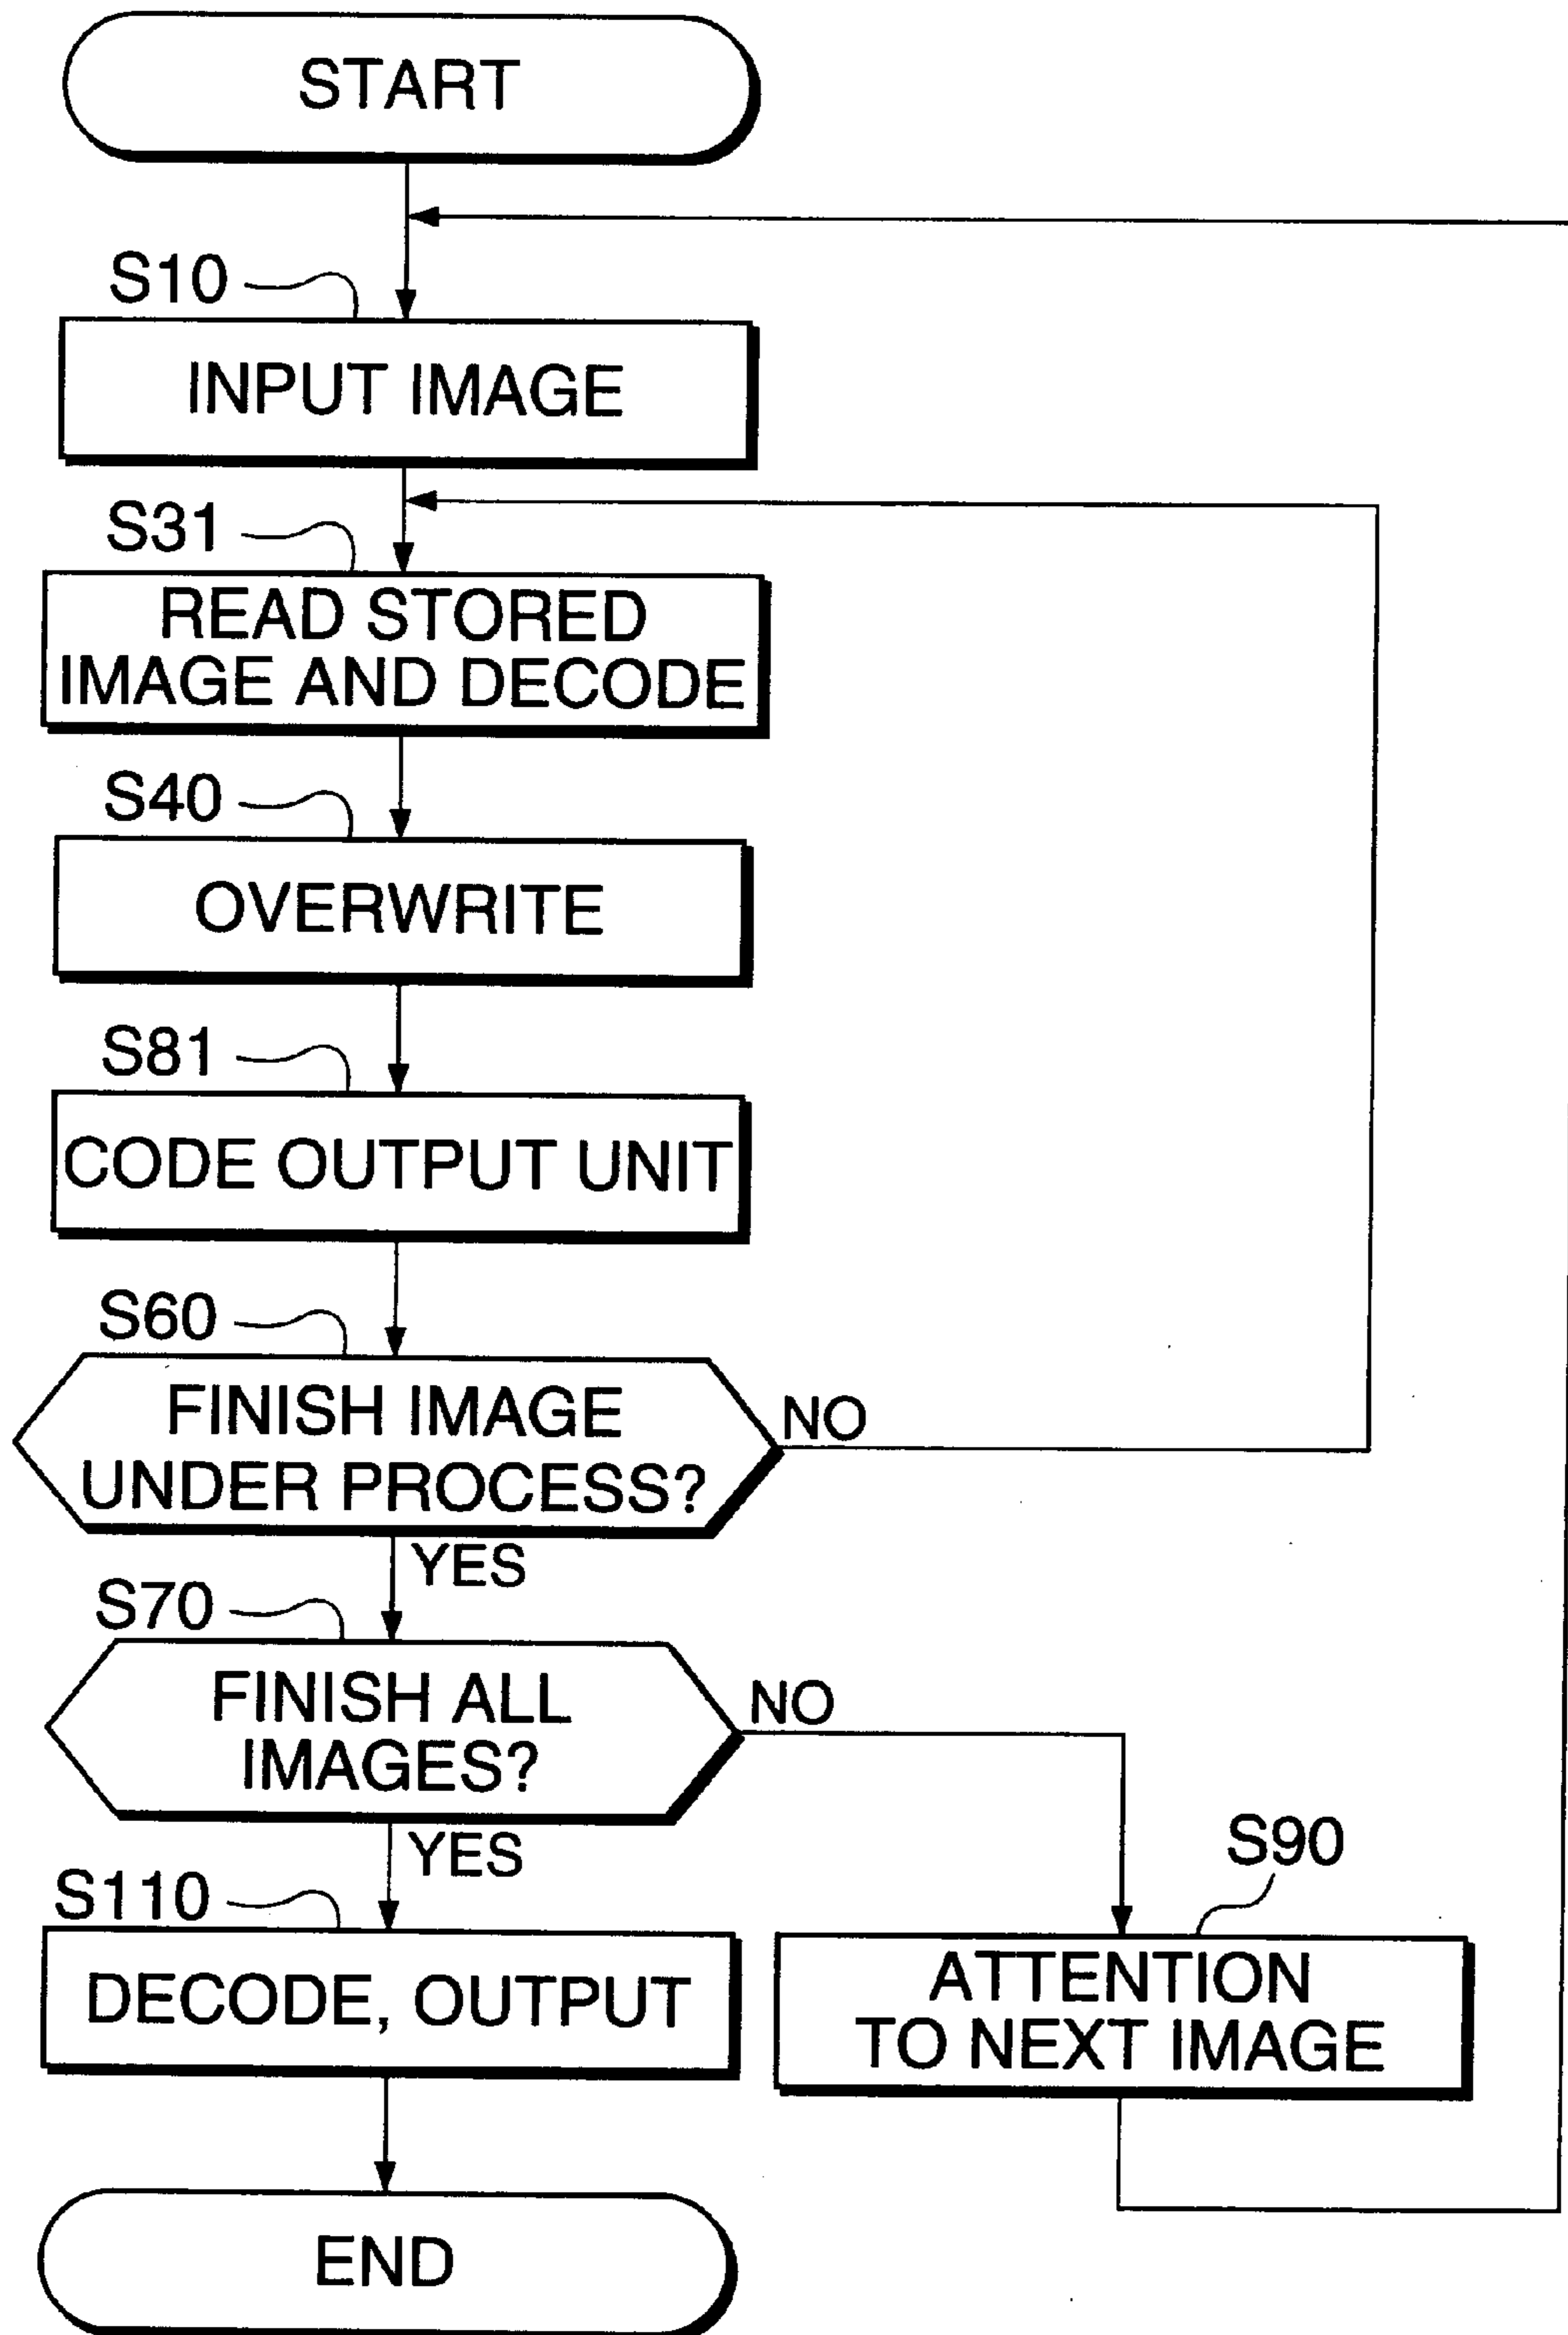 START
S10
INPUT IMAGE
S31
READ STORED
IMAGE AND DECODE
S40
OVERWRITE
S81
CODE OUTPUT UNIT
S60
FINISH IMAGE
UNDER PROCESS?
NO
YES
S70
FINISH ALL
IMAGES?
NO
YES
S110
DECODE, OUTPUT
S90
ATTENTION
TO NEXT IMAGE
END